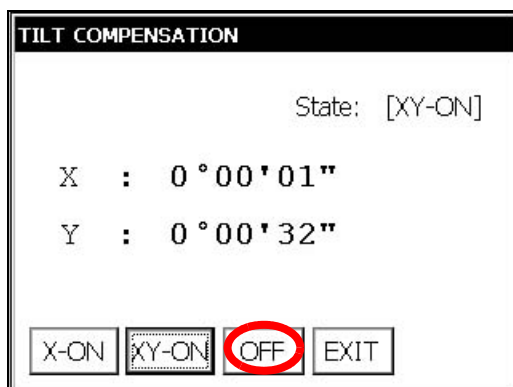 TILT COMPENSATION
State: [XY-ON]
X : 0°00'01"
Y : 0°00'32"
X-ON XY-ON OFF EXIT